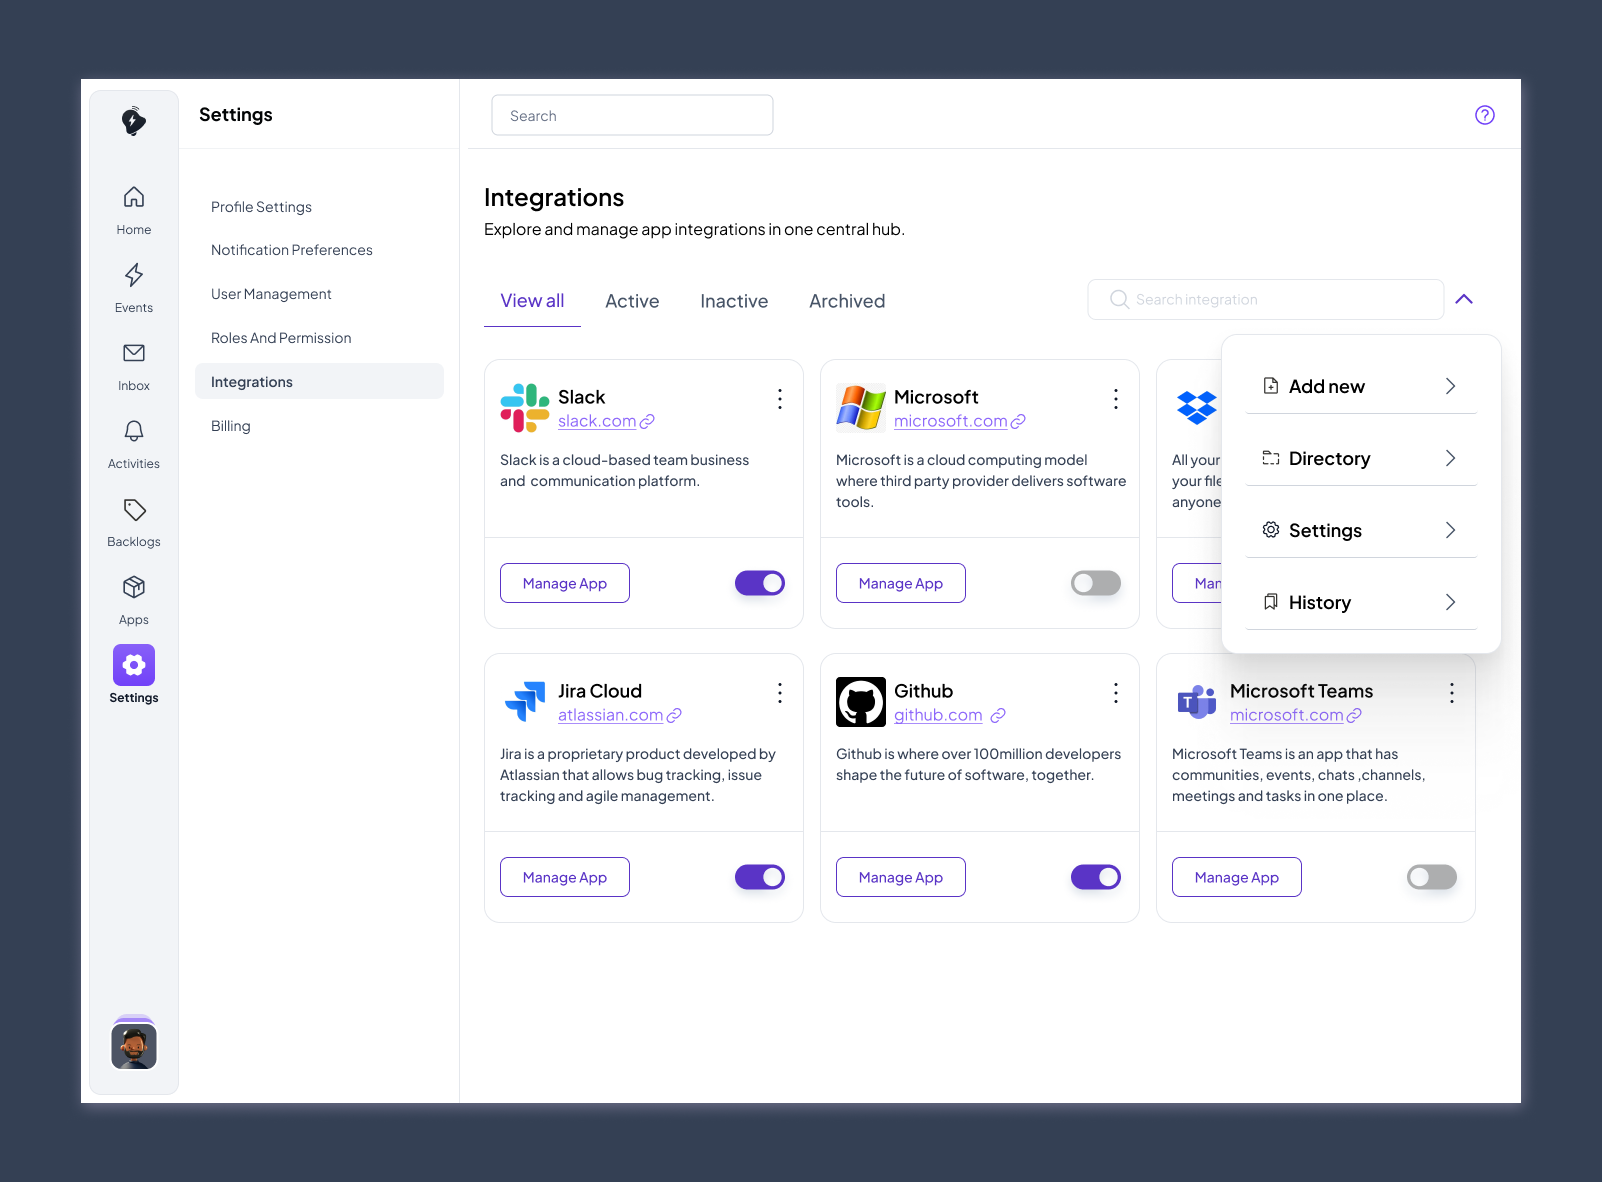 Settings
Search
Home
Events
Inbox
Activities
Backlogs
Apps
Settings
Profile Settings
Notification Preferences
User Management
Roles And Permission
Integrations
Billing
Integrations
Explore and manage app integrations in one central hub.
View all
Active
Inactive
Archived
Search integration
Add new
Directory
Settings
History
Slack
slack.com
Slack is a cloud-based team business
and communication platform.
Manage App
Microsoft
microsoft.com
Microsoft is a cloud computing model
where third party provider delivers software
tools.
Manage App
All your
your
anyone
Jira Cloud
atlassian.com
Jira is a proprietary product developed by
Atlassian that allows bug tracking, issue
tracking and agile management.
Manage App
Github
github.com
Github is where over 100million developers
shape the future of software, together.
Manage App
T
Microsoft Teams
microsoft.com
Microsoft Teams is an app that has
communities, events, chats ,channels,
meetings and tasks in one place.
Manage App